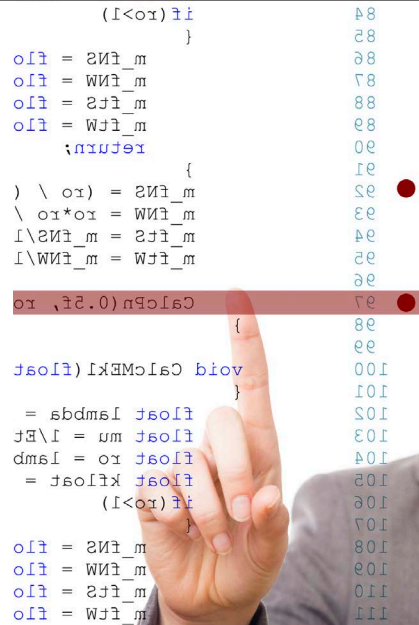 84 if(ro>1)
85 {
86 m_fNS = flo
87 m_fNW = flo
88 m_ftS = flo
89 m_ftW = flo
90 return;
91 }
92 m_fNS = (ro / (
93 m_fNW = ro*ro /
94 m_ftS = m_fNS/l
95 m_ftW = m_fNW/l
96
97 CalcPn(0.5f, ro
98 }
99
100 void CalcMEkl(float
101 {
102 float lambda =
103 float mu = 1/Et
104 float ro = lamb
105 float kfloat =
106 if(ro>1)
107 {
108 m_fNS = flo
109 m_fNW = flo
110 m_ftS = flo
111 m_ftW = flo